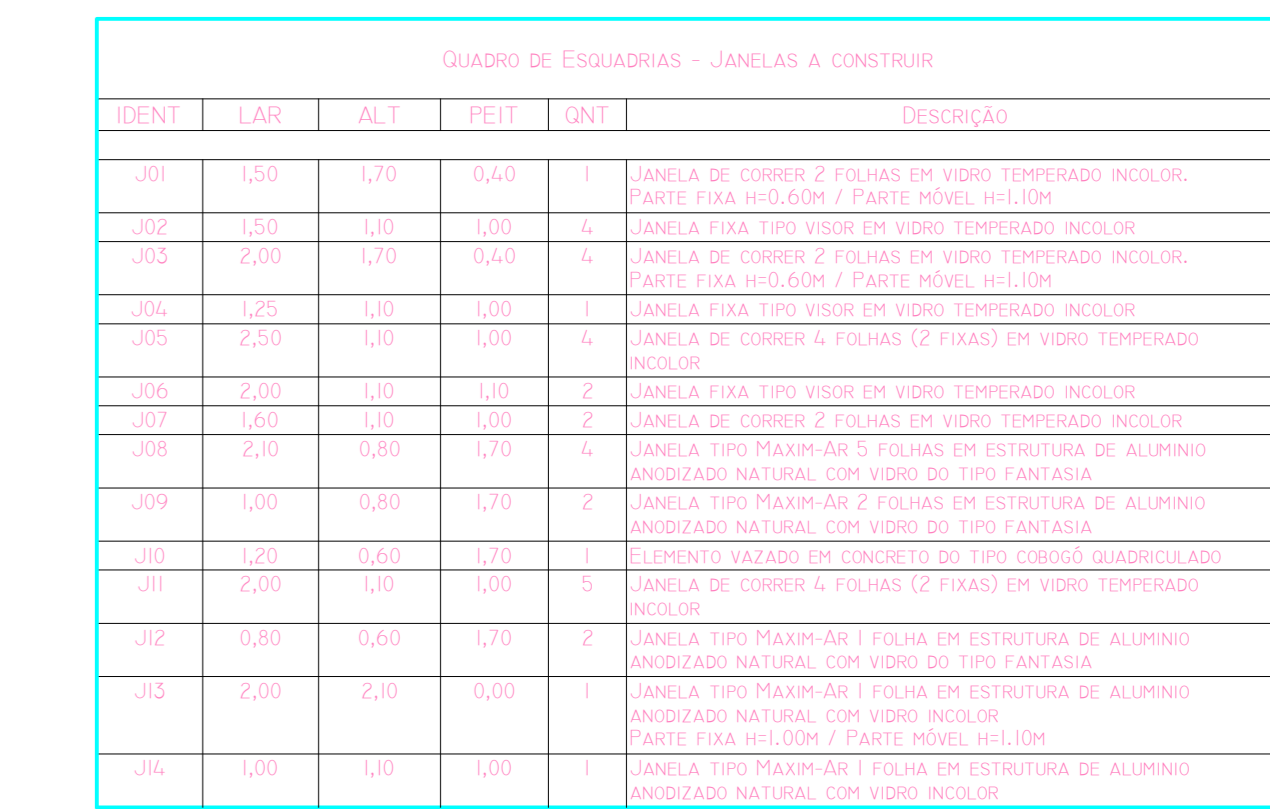 Quadro de Esquadrias - Janelas a construir
IDENT LAR ALT PEIT QNT Descrição
J01 1,50 1,70 0,40 1 Janela de correr 2 folhas em vidro temperado incolor.
Parte fixa h=0.60m / Parte móvel h=1.10m
J02 1,50 1,10 1,00 4 Janela fixa tipo visor em vidro temperado incolor
J03 2,00 1,70 0,40 4 Janela de correr 2 folhas em vidro temperado incolor.
Parte fixa h=0.60m / Parte móvel h=1.10m
J04 1,25 1,10 1,00 1 Janela fixa tipo visor em vidro temperado incolor
J05 2,50 1,10 1,00 4 Janela de correr 4 folhas (2 fixas) em vidro temperado
incolor
J06 2,00 1,10 1,10 2 Janela fixa tipo visor em vidro temperado incolor
J07 1,60 1,10 1,00 2 Janela de correr 2 folhas em vidro temperado incolor
J08 2,10 0,80 1,70 4 Janela tipo Maxim-Ar 5 folhas em estrutura de aluminio
anodizado natural com vidro do tipo fantasia
J09 1,00 0,80 1,70 2 Janela tipo Maxim-Ar 2 folhas em estrutura de aluminio
anodizado natural com vidro do tipo fantasia
J10 1,20 0,60 1,70 1 Elemento vazado em concreto do tipo cobogó quadriculado
J11 2,00 1,10 1,00 5 Janela de correr 4 folhas (2 fixas) em vidro temperado
incolor
J12 0,80 0,60 1,70 2 Janela tipo Maxim-Ar 1 folha em estrutura de aluminio
anodizado natural com vidro do tipo fantasia
J13 2,00 2,10 0,00 1 Janela tipo Maxim-Ar 1 folha em estrutura de aluminio
anodizado natural com vidro incolor
Parte fixa h=1.00m / Parte móvel h=1.10m
J14 1,00 1,10 1,00 1 Janela tipo Maxim-Ar 1 folha em estrutura de aluminio
anodizado natural com vidro incolor